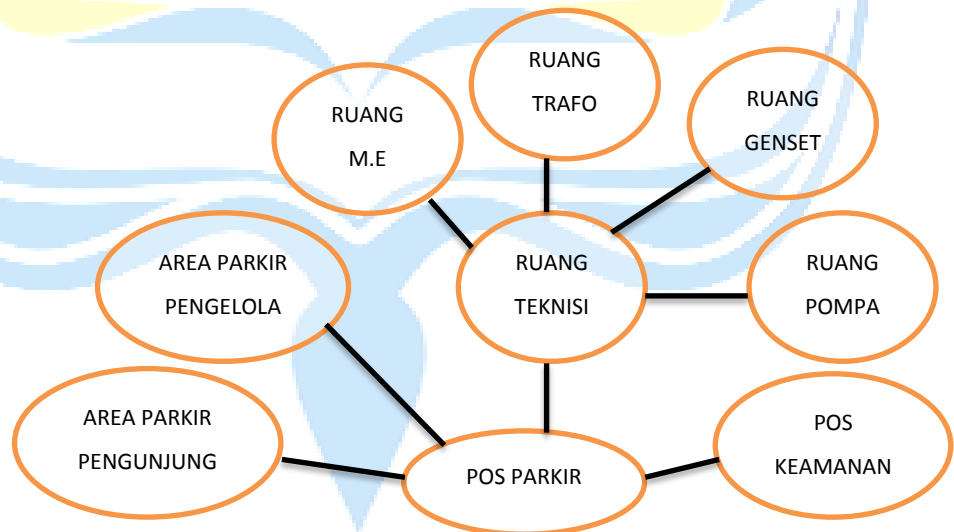 RUANG
TRAFO
RUANG
M.E
RUANG
GENSET
AREA PARKIR
PENGELOLA
RUANG
TEKNISI
RUANG
POMPA
AREA PARKIR
PENGUNJUNG
POS PARKIR
POS
KEAMANAN